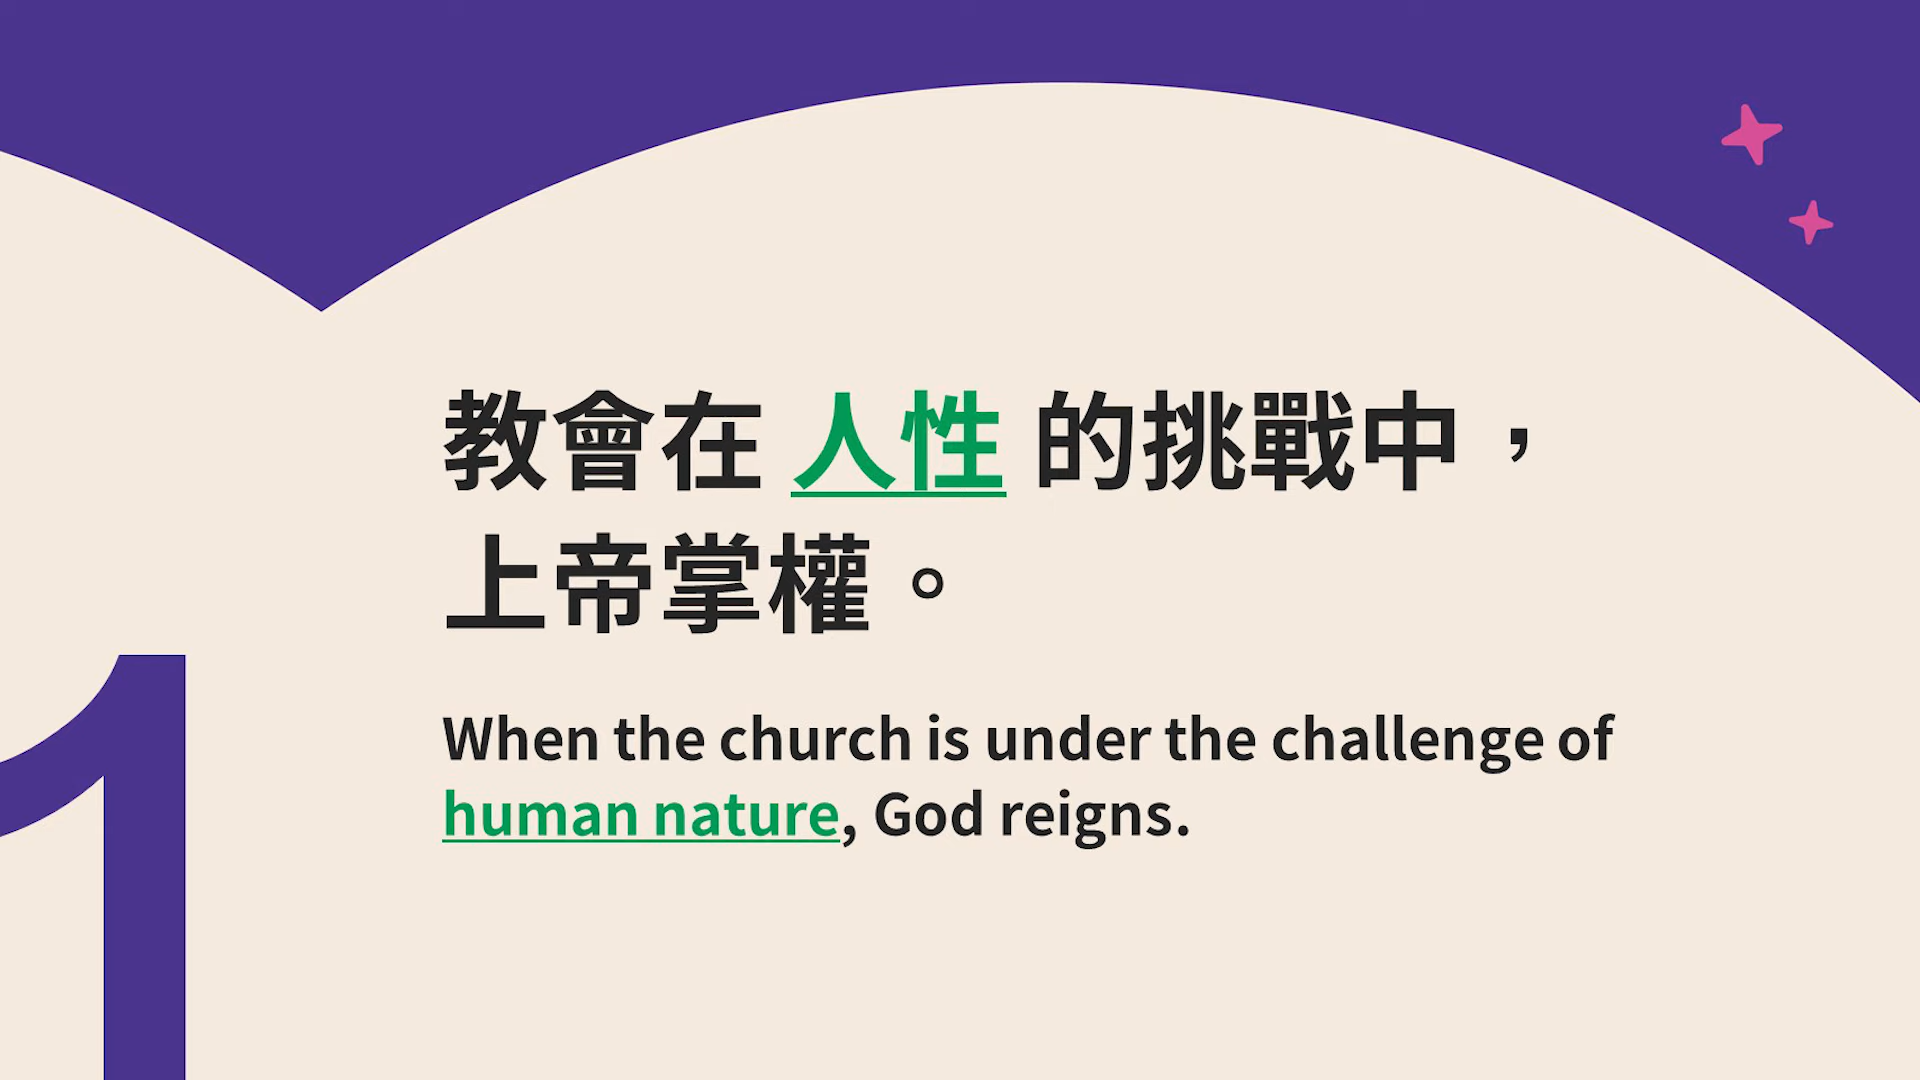 教會在 人性 的挑戰中，
上帝掌權。
When the church is under the challenge of
human nature, God reigns.
1